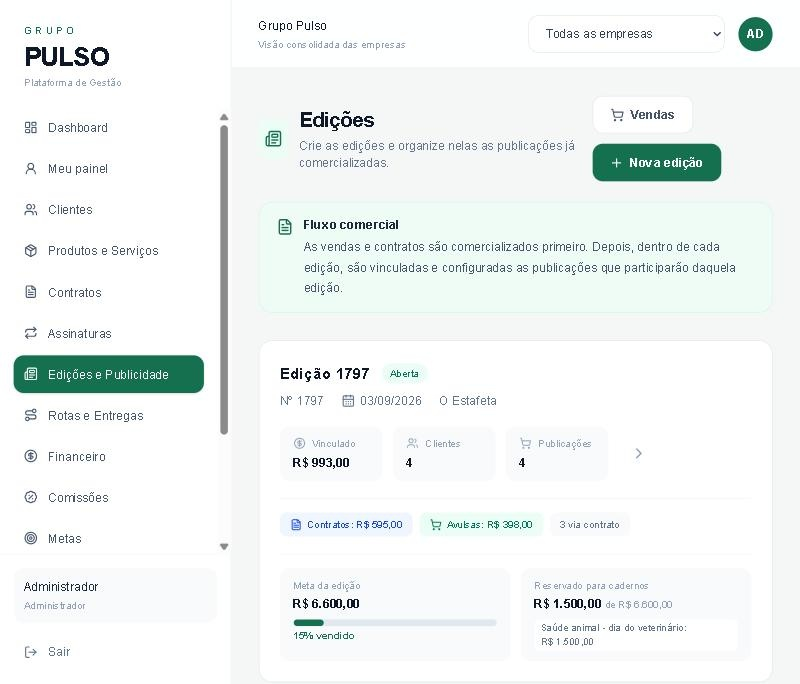 GRUPO
PULSO
Plataforma de Gestão
Dashboard
Meu painel
Clientes
Produtos e Serviços
Contratos
Assinaturas
Edições e Publicidade
Rotas e Entregas
Financeiro
Comissões
Metas
Administrador
Administrador
Sair
Grupo Pulso
Visão consolidada das empresas
Todas as empresas
AD
Edições
Crie as edições e organize nelas as publicações já
comercializadas.
Vendas
+ Nova edição
Fluxo comercial
As vendas e contratos são comercializados primeiro. Depois, dentro de cada
edição, são vinculadas e configuradas as publicações que participarão daquela
edição.
Edição 1797
Aberta
Nº 1797
03/09/2026
O Estafeta
Vinculado
R$ 993,00
Clientes
4
Publicações
4
Contratos: R$ 595,00
Avulsas: R$ 398,00
3 via contrato
Meta da edição
R$ 6.600,00
15% vendido
Reservado para cadernos
R$ 1.500,00 de R$ 6.600,00
Saúde animal - dia do veterinário:
R$ 1.500,00